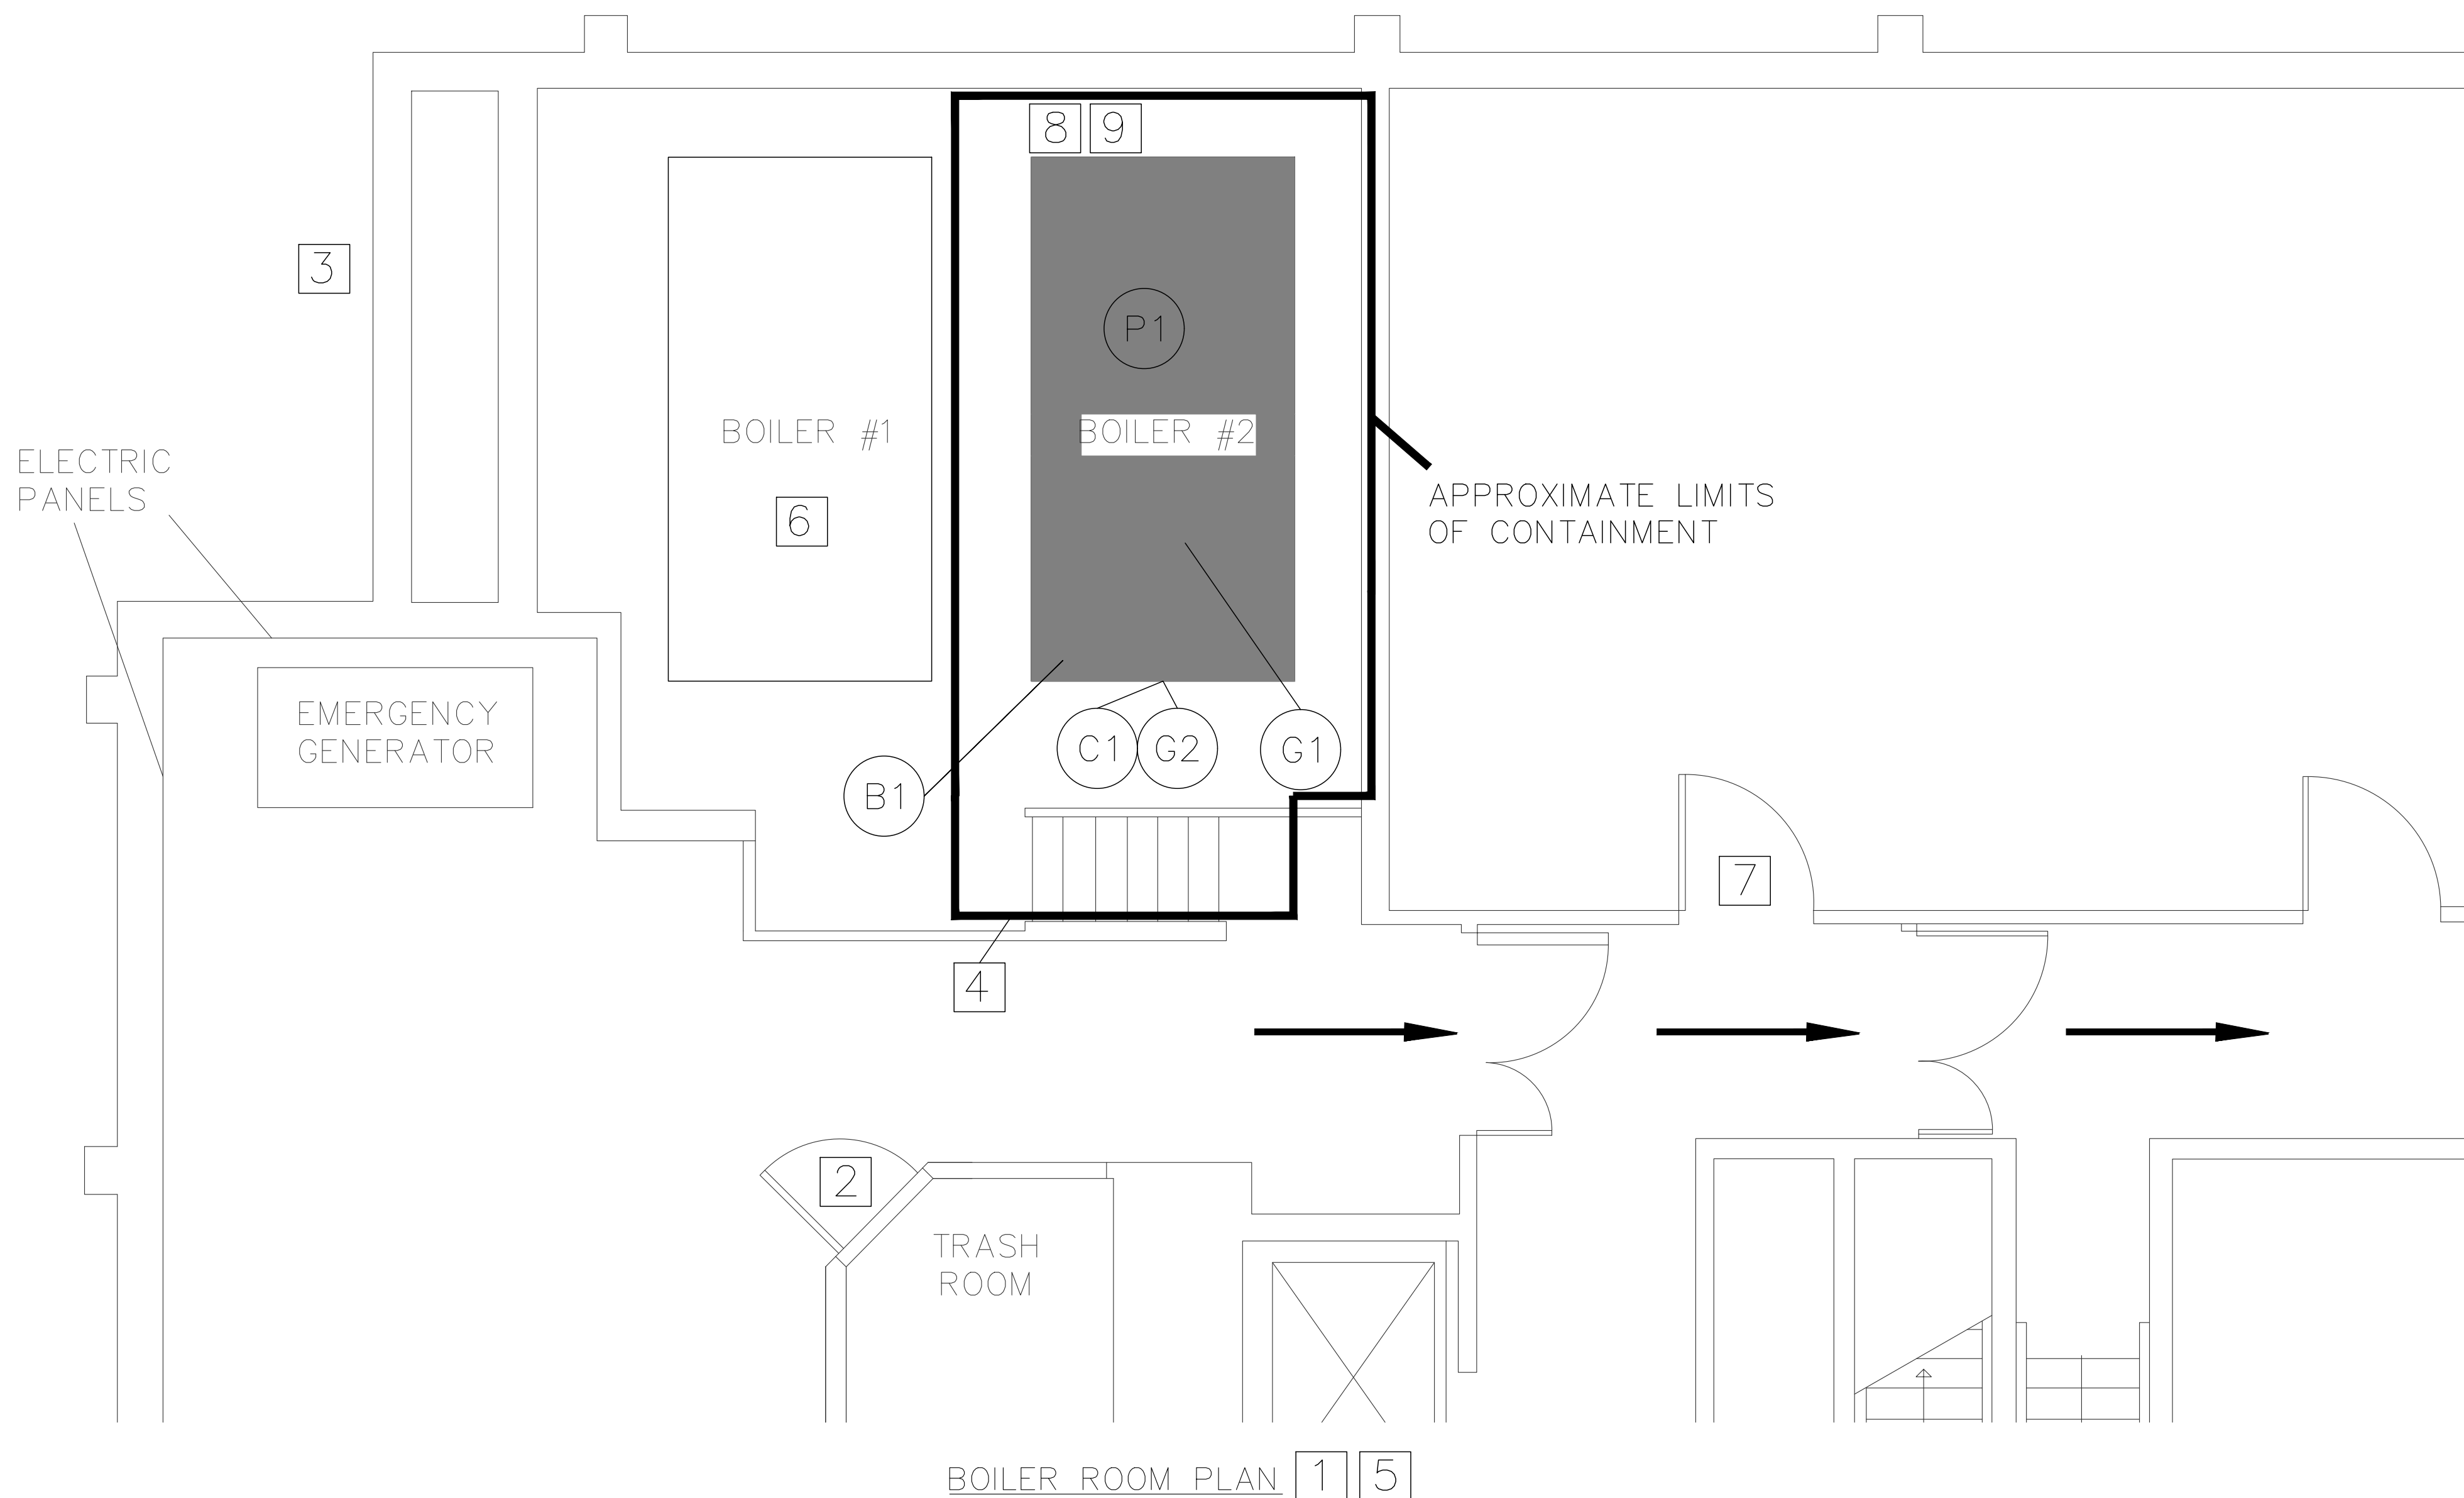 8 9
3
P1
BOILER #1
BOILER #2
ELECTRIC
PANELS
6
APPROXIMATE LIMITS
OF CONTAINMENT
EMERGENCY
GENERATOR
C1
G2
G1
B1
7
4
2
TRASH
ROOM
BOILER ROOM PLAN 1 5